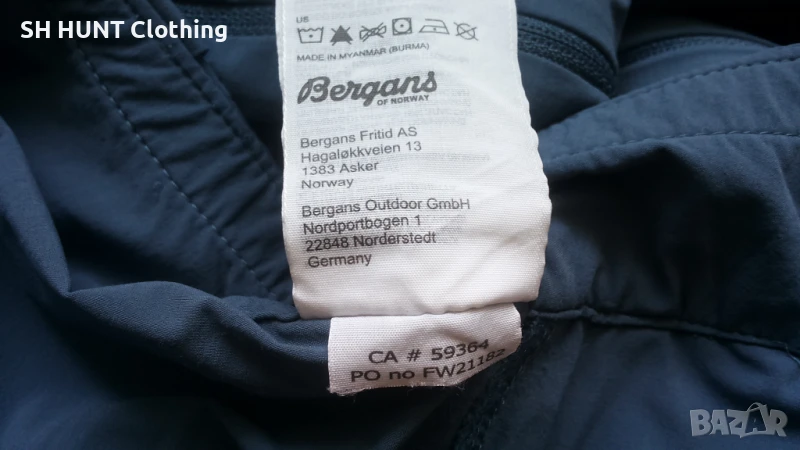 SH HUNT Clothing
US
MADE IN MYANMAR (BURMA)
Bergans
OF NORWAY
Bergans Fritid AS
Hagaløkkveien 13
1383 Asker
Norway
Bergans Outdoor GmbH
Nordportbogen 1
22848 Norderstedt
Germany
CA # 59364
PO no FW21182
BAZAR